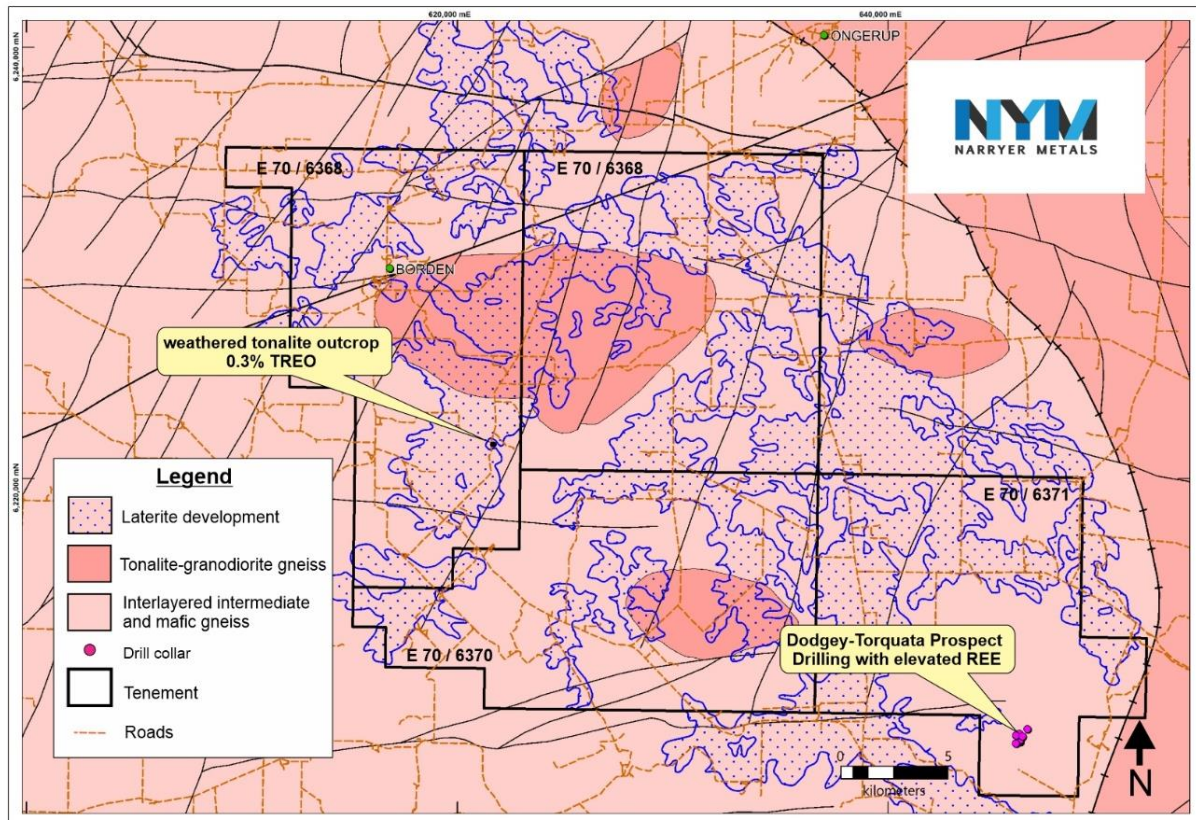 620,000 mE
640,000 mE
6,240,000 mN
6,220,000 mN
ONGERUP
NYM
NARRYER METALS
E 70 / 6368
E 70 / 6368
BORDEN
weathered tonalite outcrop
0.3% TREO
E 70 / 6371
E 70 / 6370
Dodgey-Torquata Prospect
Drilling with elevated REE
Legend
Laterite development
Tonalite-granodiorite gneiss
Interlayered intermediate
and mafic gneiss
Drill collar
Tenement
Roads
0 5
kilometers
N